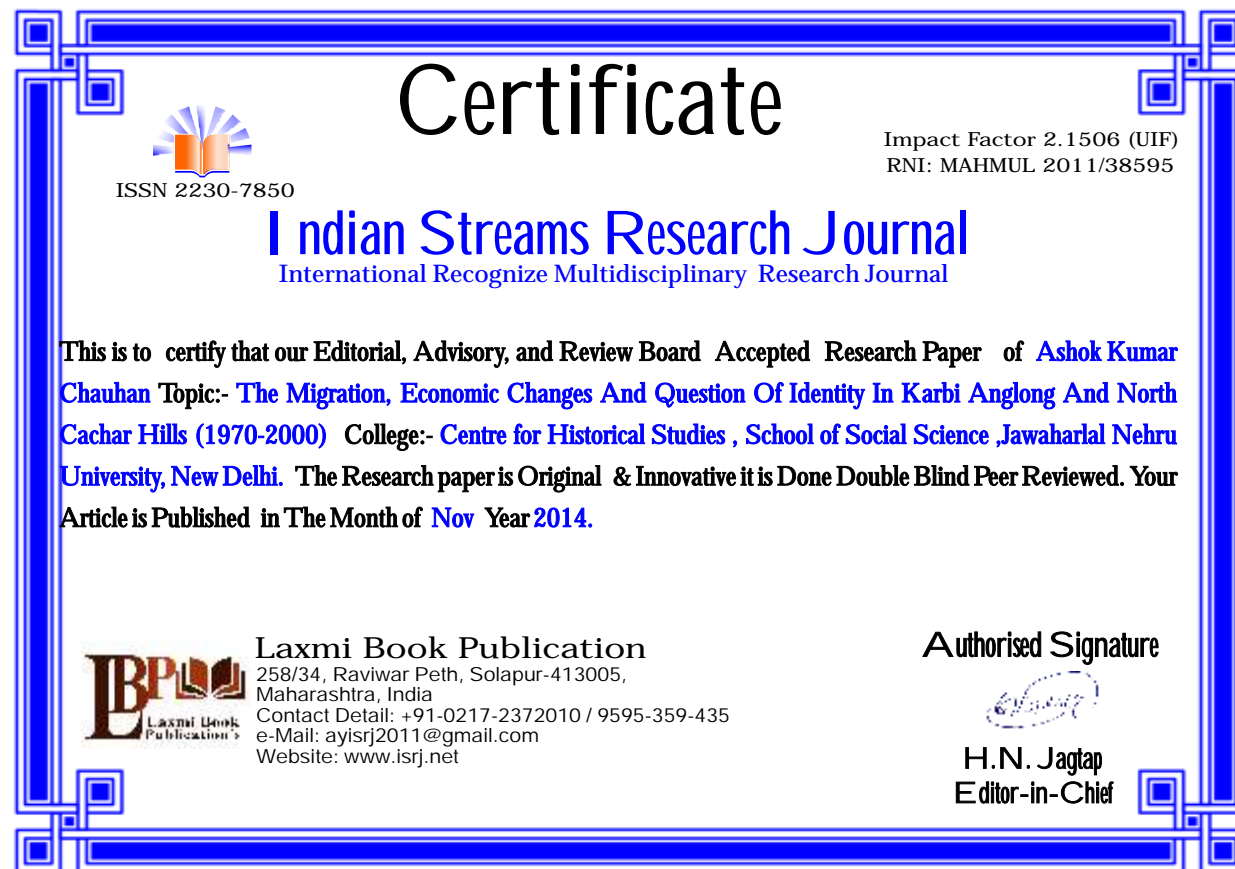 Certificate
Impact Factor 2.1506 (UIF)
RNI: MAHMUL 2011/38595
ISSN 2230-7850
Indian Streams Research Journal
International Recognize Multidisciplinary Research Journal
This is to certify that our Editorial, Advisory, and Review Board Accepted Research Paper of Ashok Kumar
Chauhan Topic:- The Migration, Economic Changes And Question Of Identity In Karbi Anglong And North
Cachar Hills (1970-2000) College:- Centre for Historical Studies , School of Social Science ,Jawaharlal Nehru
University, New Delhi. The Research paper is Original & Innovative it is Done Double Blind Peer Reviewed. Your
Article is Published in The Month of Nov Year 2014.
LBP
Laxmi Book
Publication's
Laxmi Book Publication
258/34, Raviwar Peth, Solapur-413005,
Maharashtra, India
Contact Detail: +91-0217-2372010 / 9595-359-435
e-Mail: ayisrj2011@gmail.com
Website: www.isrj.net
Authorised Signature
H.N. Jagtap
Editor-in-Chief